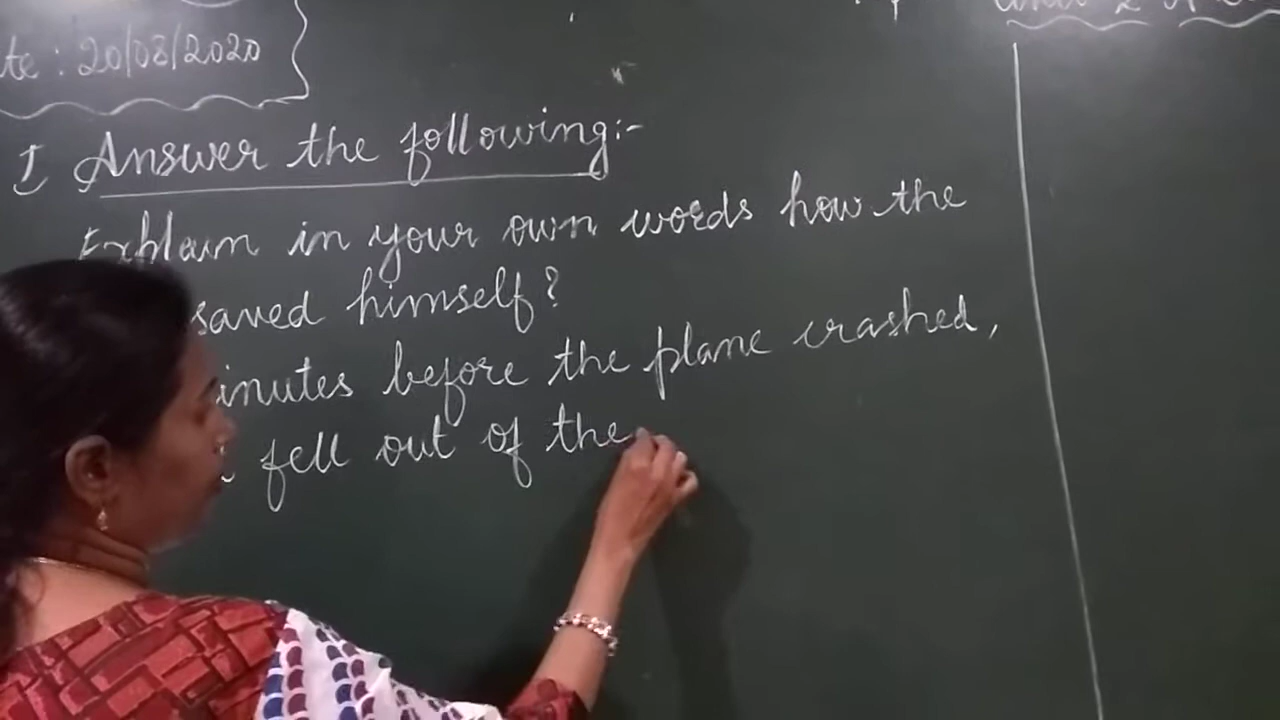 te : 20/08/2020
I Answer the following:-
Explain in your own words how the
saved himself?
inutes before the plane crashed,
fell out of the